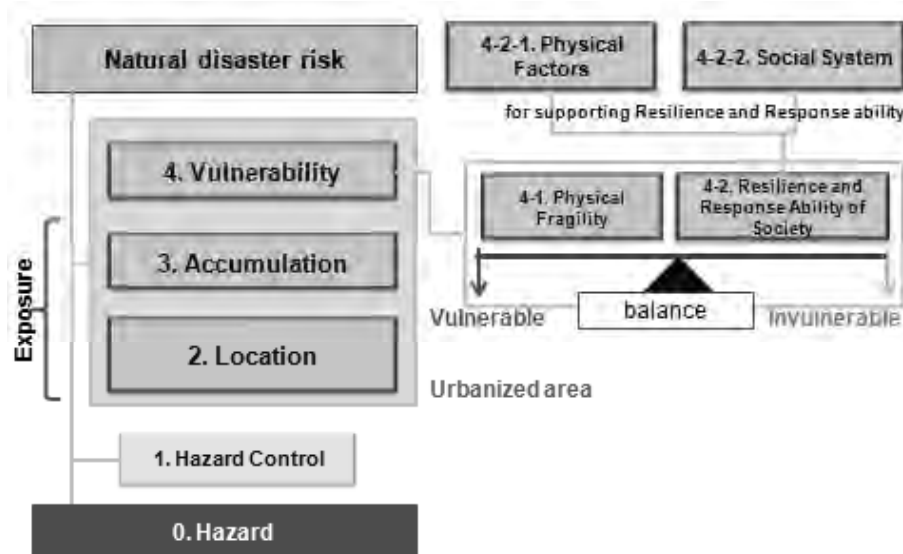 Natural disaster risk
4-2-1. Physical
Factors
4-2-2. Social System
for supporting Resilience and Response ability
4. Vulnerability
4-1. Physical
Fragility
4-2. Resilience and
Response Ability of
Society
3. Accumulation
Exposure
2. Location
Vulnerable
balance
Invulnerable
Urbanized area
1. Hazard Control
0. Hazard